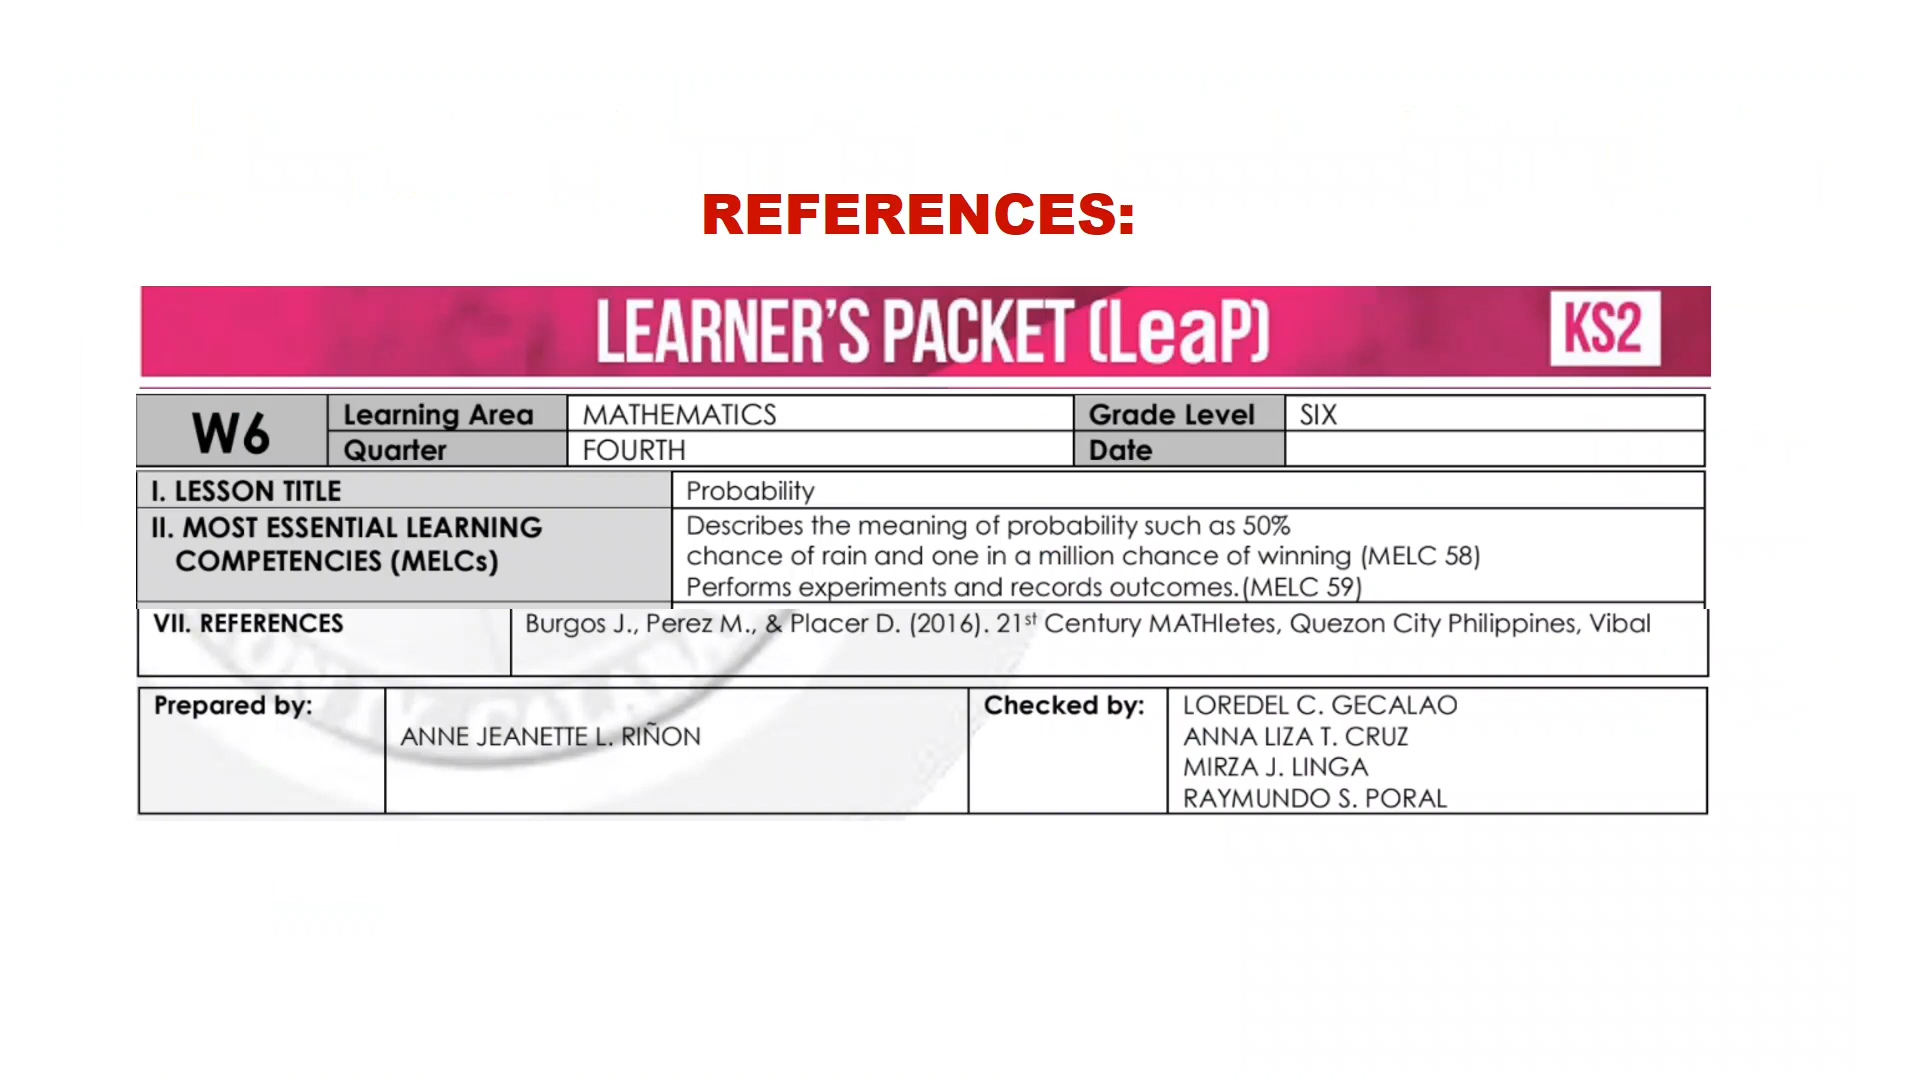 REFERENCES:
LEARNER'S PACKET (LeaP)
KS2
W6
Learning Area
MATHEMATICS
Grade Level
SIX
Quarter
FOURTH
Date
I. LESSON TITLE
Probability
II. MOST ESSENTIAL LEARNING
COMPETENCIES (MELCs)
Describes the meaning of probability such as 50%
chance of rain and one in a million chance of winning (MELC 58)
Performs experiments and records outcomes.(MELC 59)
VII. REFERENCES
Burgos J., Perez M., & Placer D. (2016). 21st Century MATHletes, Quezon City Philippines, Vibal
Prepared by:
ANNE JEANETTE L. RIÑON
Checked by:
LOREDEL C. GECALAO
ANNA LIZA T. CRUZ
MIRZA J. LINGA
RAYMUNDO S. PORAL